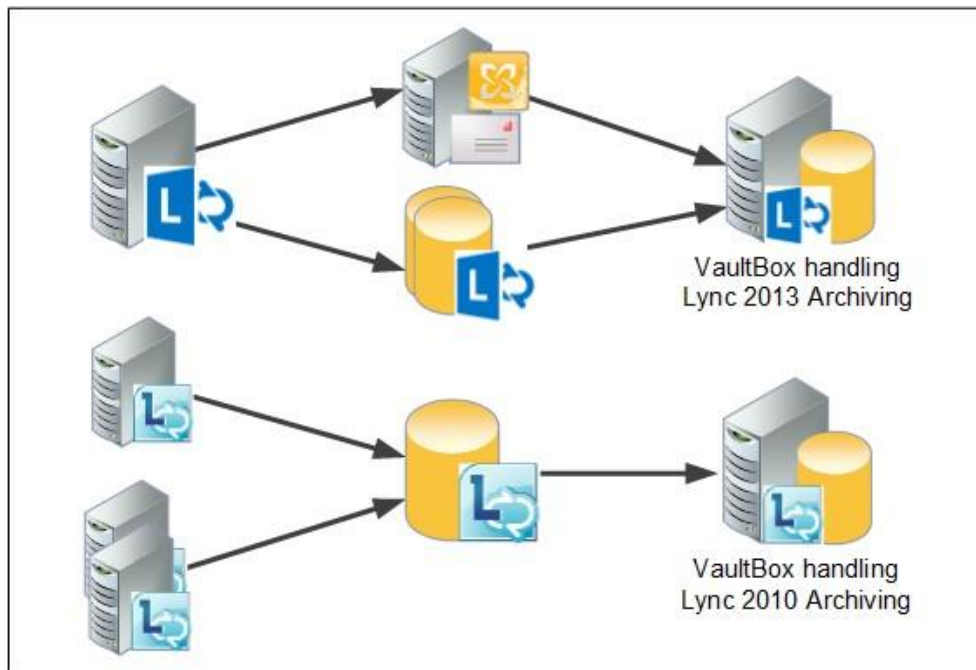 L
L
L
VaultBox handling
Lync 2013 Archiving
L
L
L
L
VaultBox handling
Lync 2010 Archiving